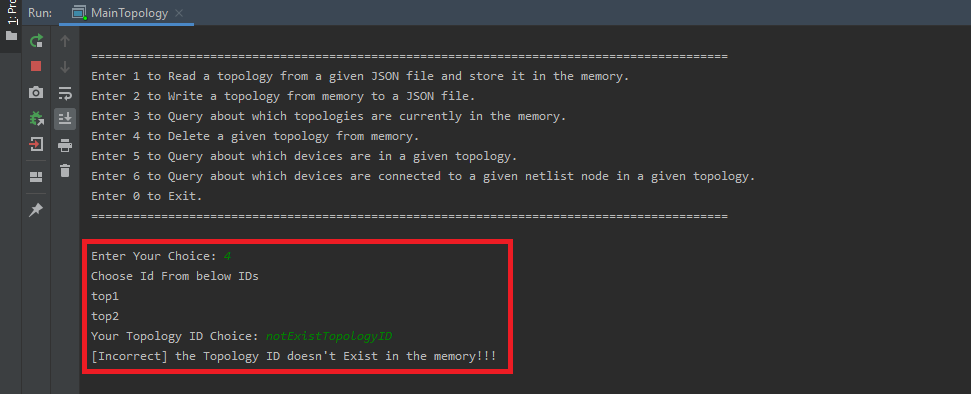 1: Pro
Run: MainTopology
===========================================================================================
Enter 1 to Read a topology from a given JSON file and store it in the memory.
Enter 2 to Write a topology from memory to a JSON file.
Enter 3 to Query about which topologies are currently in the memory.
Enter 4 to Delete a given topology from memory.
Enter 5 to Query about which devices are in a given topology.
Enter 6 to Query about which devices are connected to a given netlist node in a given topology.
Enter 0 to Exit.
===========================================================================================
Enter Your Choice: 4
Choose Id From below IDs
top1
top2
Your Topology ID Choice: notExistTopologyID
[Incorrect] the Topology ID doesn't Exist in the memory!!!